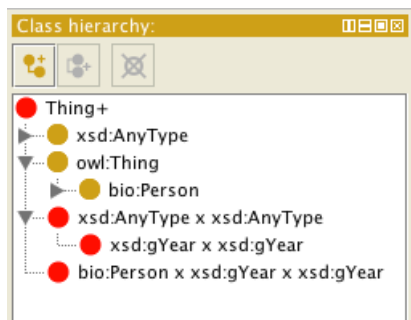 Class hierarchy:
Thing+
xsd:AnyType
owl:Thing
bio:Person
xsd:AnyType x xsd:AnyType
xsd:gYear x xsd:gYear
bio:Person x xsd:gYear x xsd:gYear